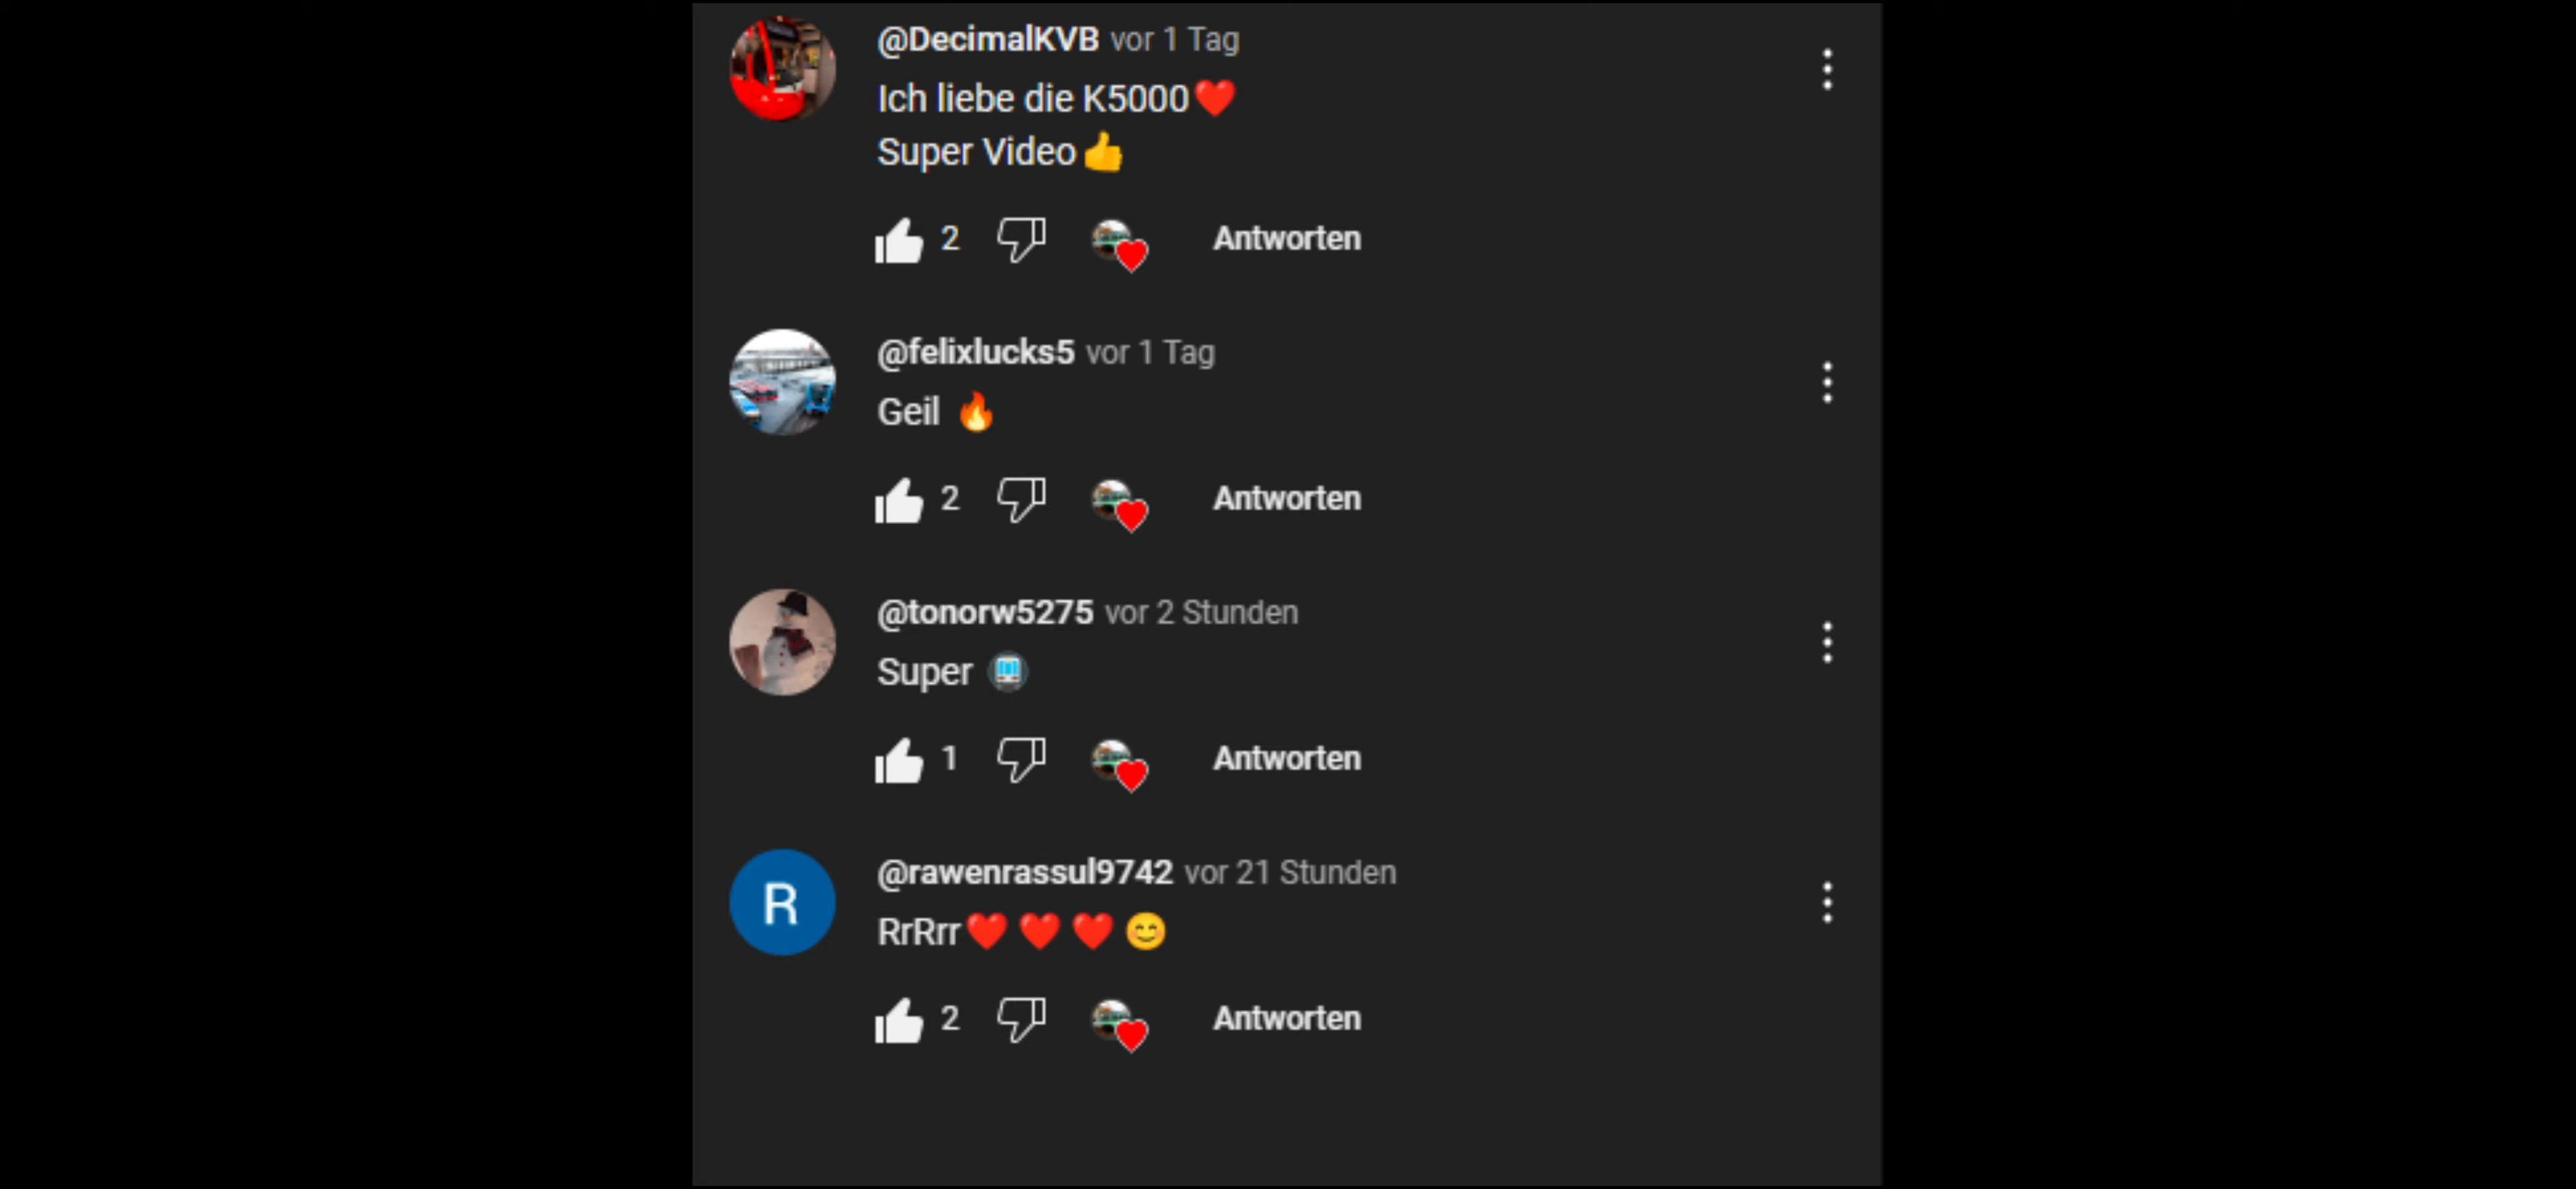 @DecimalKVB vor 1 Tag
Ich liebe die K5000❤️
Super Video👍
2 Antworten
@felixlucks5 vor 1 Tag
Geil 🔥
2 Antworten
@tonorw5275 vor 2 Stunden
Super 🚇
1 Antworten
R
@rawenrassul9742 vor 21 Stunden
RrRrr❤️❤️❤️😊
2 Antworten